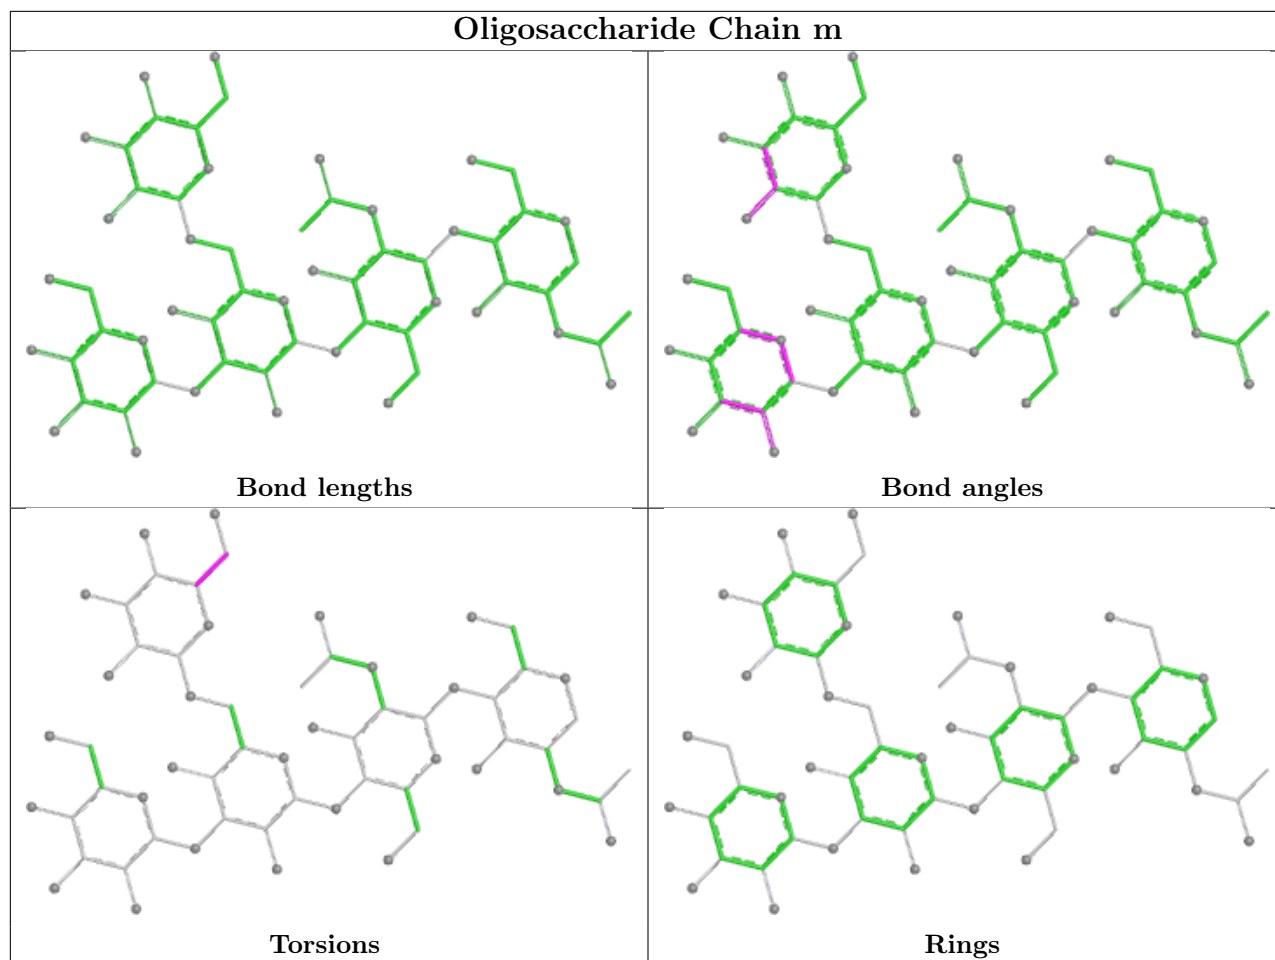 Oligosaccharide Chain m
Bond lengths
Bond angles
Torsions
Rings